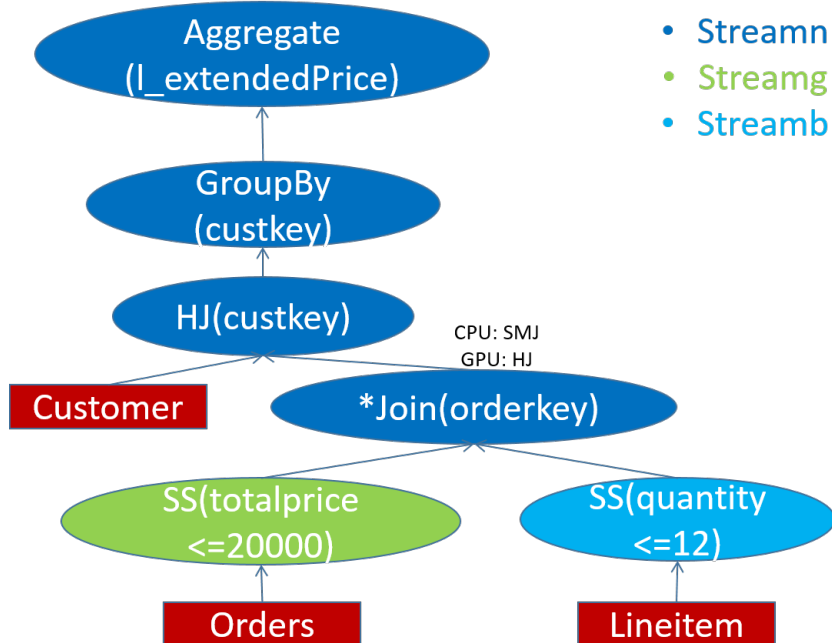 Aggregate
(l_extendedPrice)
• Streamn
• Streamg
• Streamb
GroupBy
(custkey)
HJ(custkey)
CPU: SMJ
GPU: HJ
Customer
*Join(orderkey)
SS(totalprice
<=20000)
SS(quantity
<=12)
Orders
Lineitem